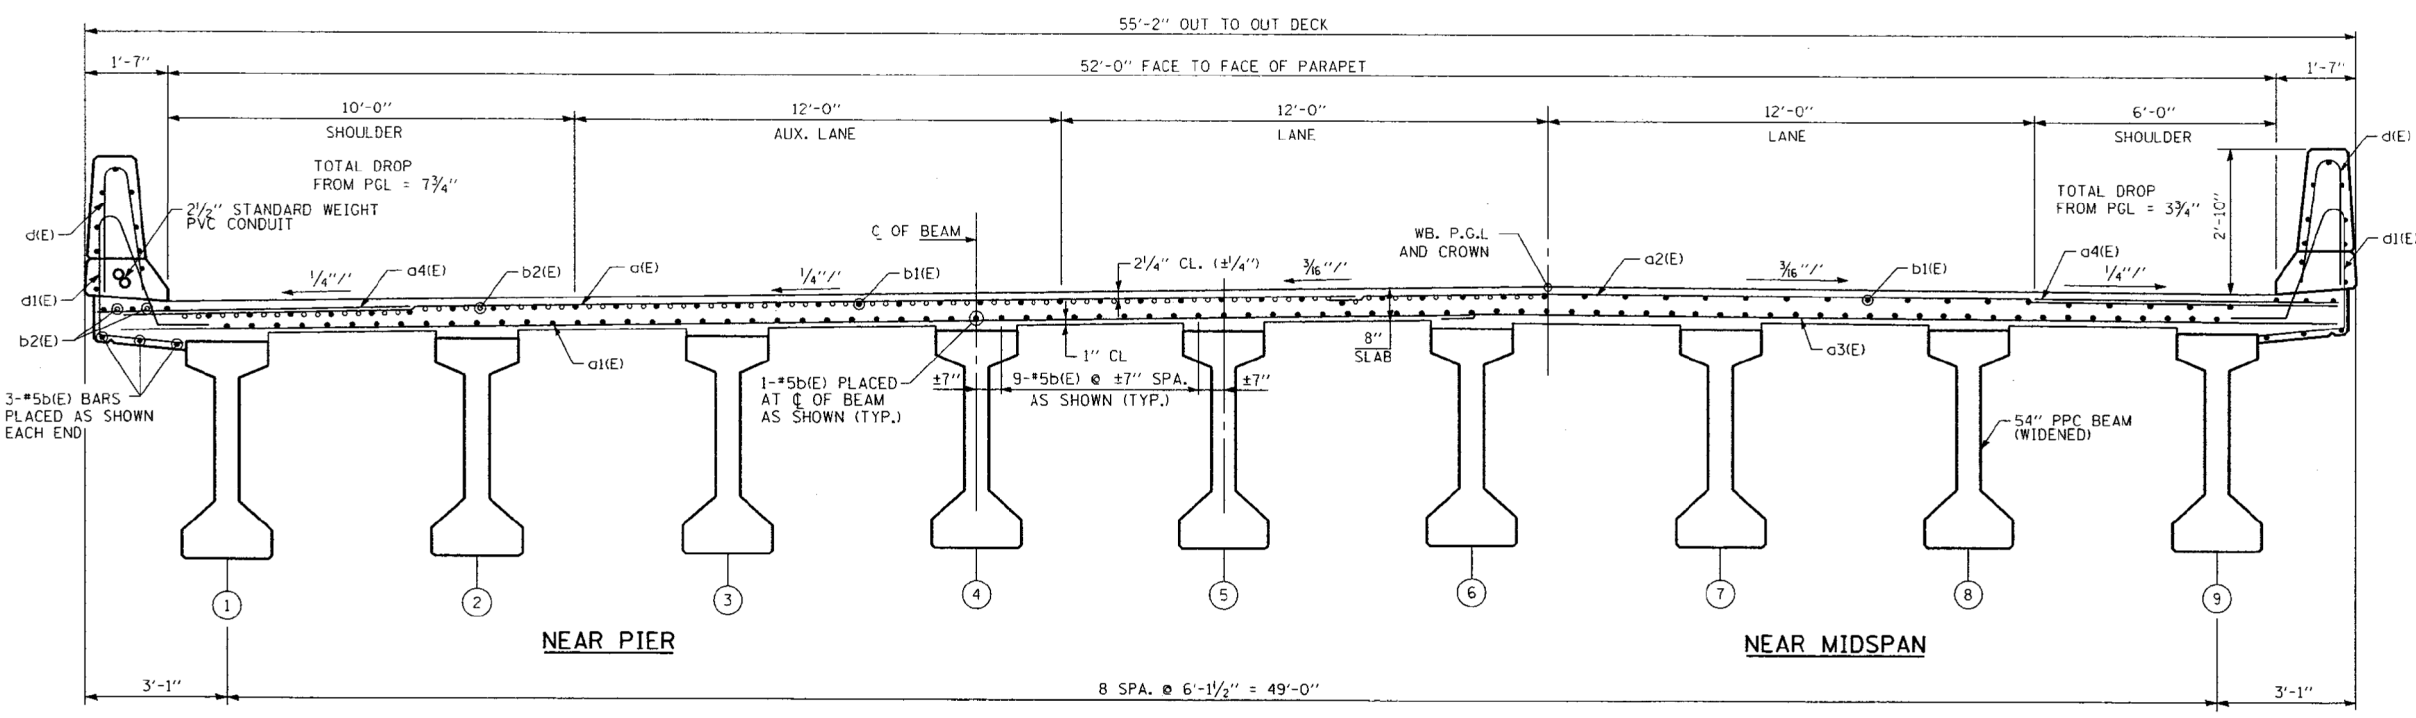 55'-2" OUT TO OUT DECK
1'-7"
52'-0" FACE TO FACE OF PARAPET
1'-7"
10'-0"
SHOULDER
12'-0"
AUX. LANE
12'-0"
LANE
12'-0"
LANE
6'-0"
SHOULDER
d(E)
TOTAL DROP
FROM PGL = 7¾"
TOTAL DROP
FROM PGL = 3¾"
2'-10"
2½" STANDARD WEIGHT
PVC CONDUIT
d(E)
℄ OF BEAM
WB. P.G.L
AND CROWN
d1(E)
¼"/'
a4(E)
b2(E)
a(E)
¼"/'
b1(E)
2¼" CL. (±¼")
3/16"/'
a2(E)
3/16"/'
b1(E)
a4(E)
¼"/'
d1(E)
b2(E)
a1(E)
1" CL
8"
SLAB
a3(E)
3-#5b(E) BARS
PLACED AS SHOWN
EACH END
1-#5b(E) PLACED
AT ℄ OF BEAM
AS SHOWN (TYP.)
±7"
9-#5b(E) @ ±7" SPA.
AS SHOWN (TYP.)
±7"
54" PPC BEAM
(WIDENED)
1
2
3
4
5
6
7
8
9
NEAR PIER
NEAR MIDSPAN
3'-1"
8 SPA. @ 6'-1½" = 49'-0"
3'-1"